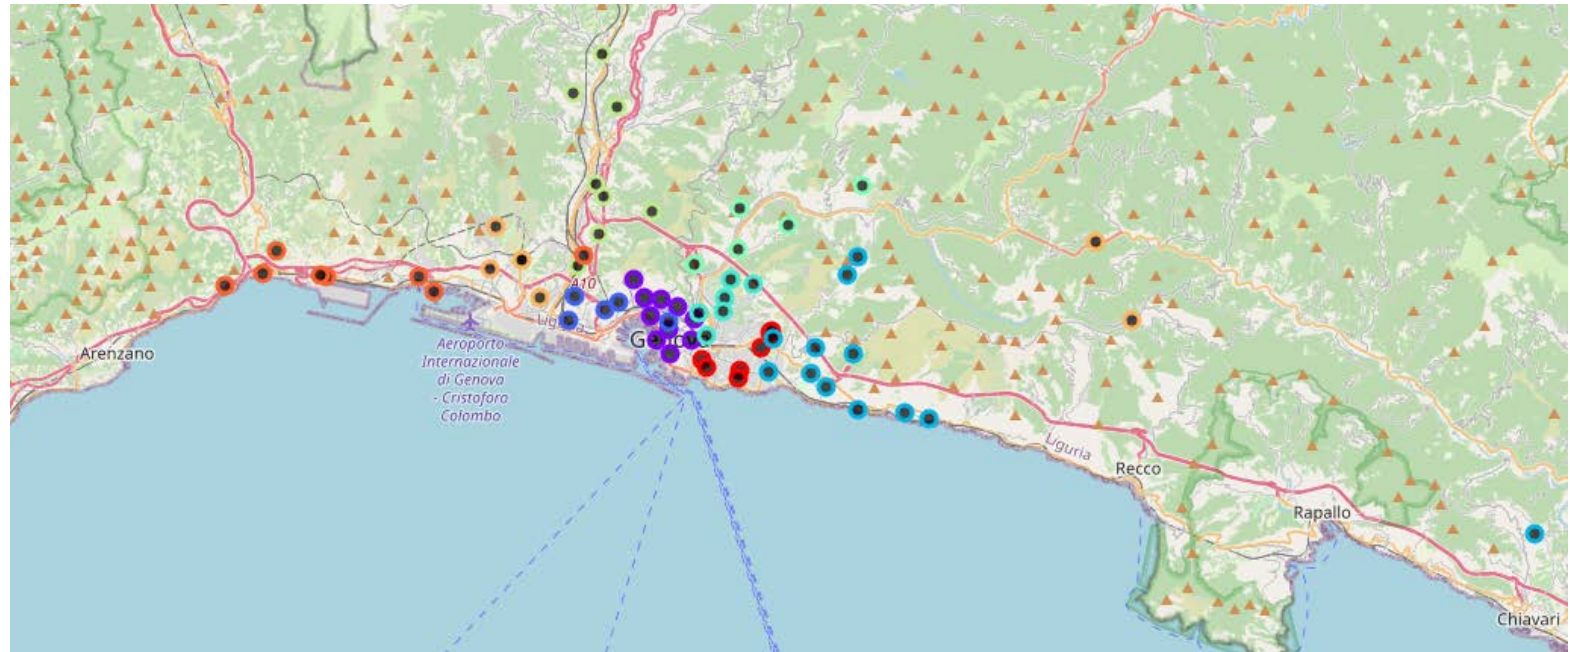 A10
Liguria
Genova
Arenzano
Aeroporto
Internazionale
di Genova
- Cristoforo
Colombo
Liguria
Recco
Rapallo
Chiavari